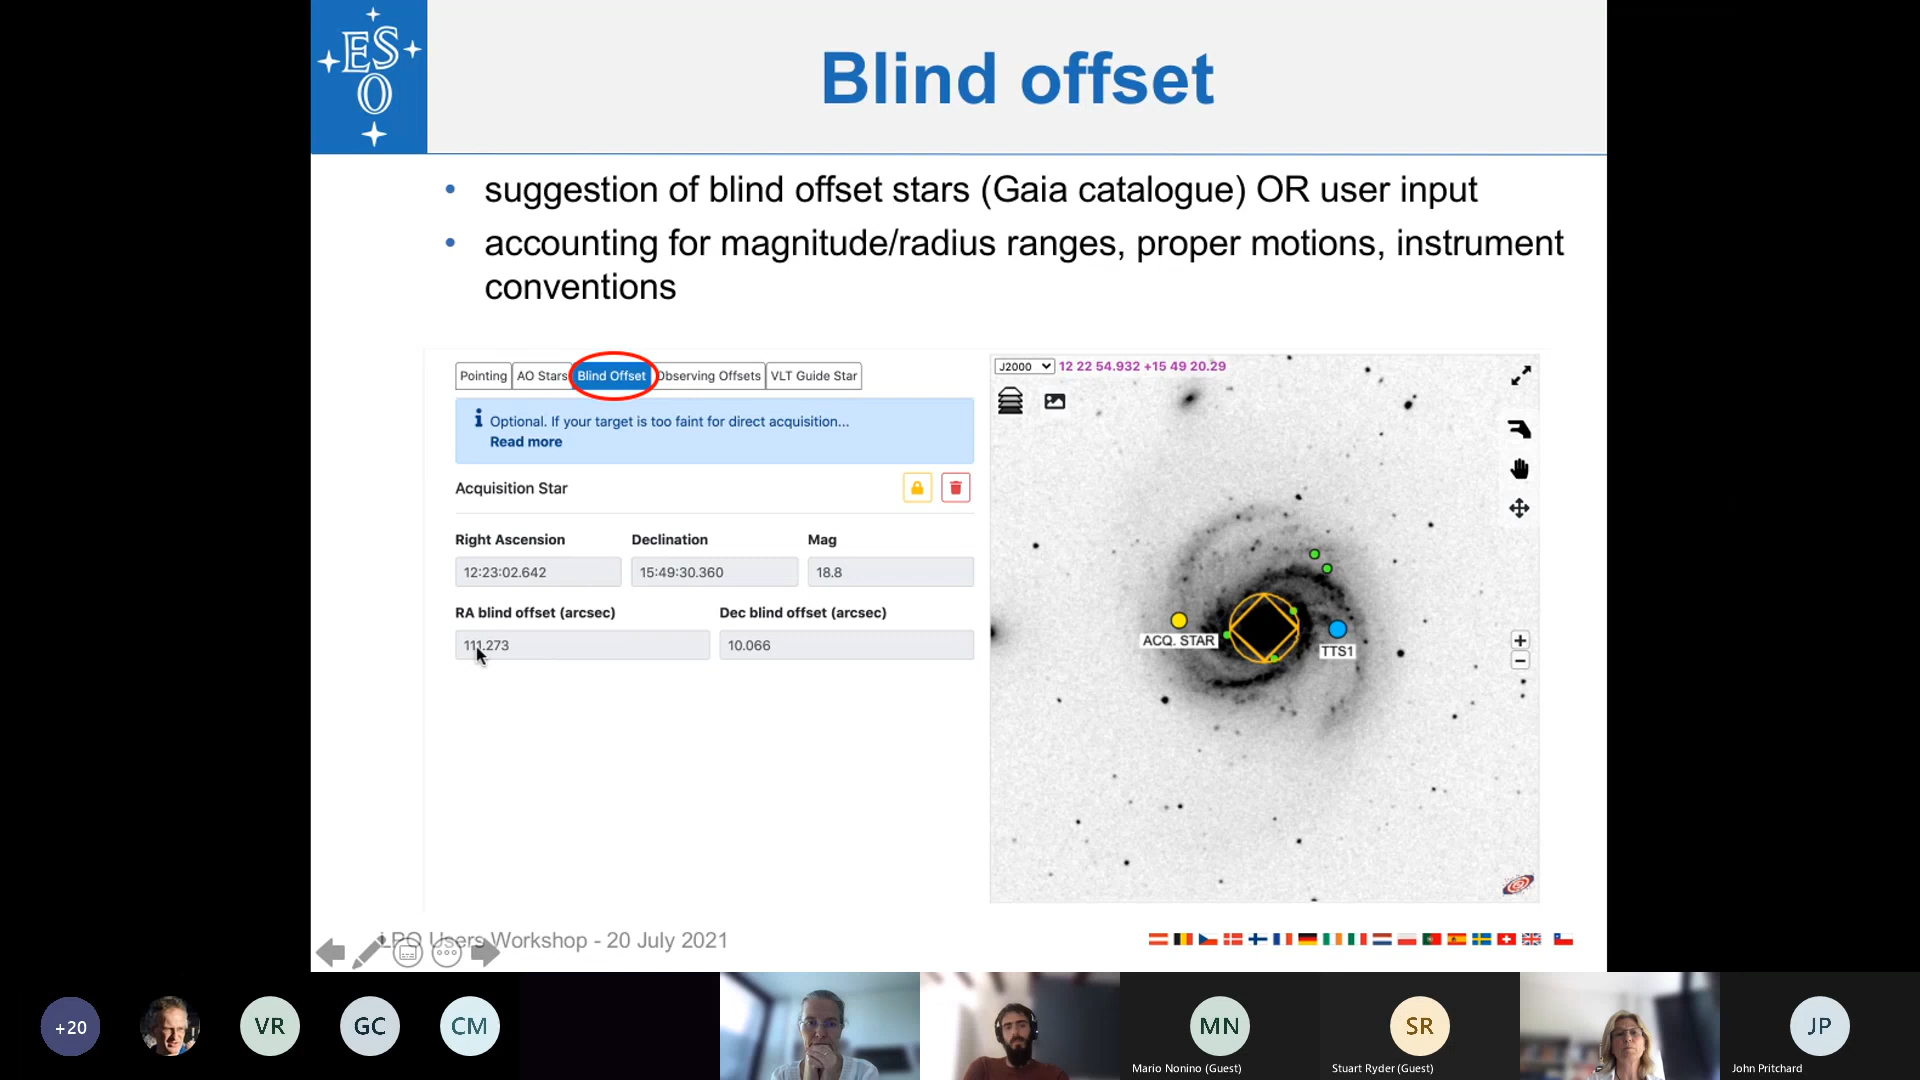 ESO
Blind offset
• suggestion of blind offset stars (Gaia catalogue) OR user input
• accounting for magnitude/radius ranges, proper motions, instrument
conventions
Pointing AO Stars Blind Offset Observing Offsets VLT Guide Star
Optional. If your target is too faint for direct acquisition...
Read more
Acquisition Star
Right Ascension Declination Mag
12:23:02.642 15:49:30.360 18.8
RA blind offset (arcsec) Dec blind offset (arcsec)
111.273 10.066
J2000 12 22 54.932 +15 49 20.29
ACQ. STAR
TTS1
+
−
LPO Users Workshop - 20 July 2021
+20 VR GC CM MN SR JP
Mario Nonino (Guest) Stuart Ryder (Guest) John Pritchard